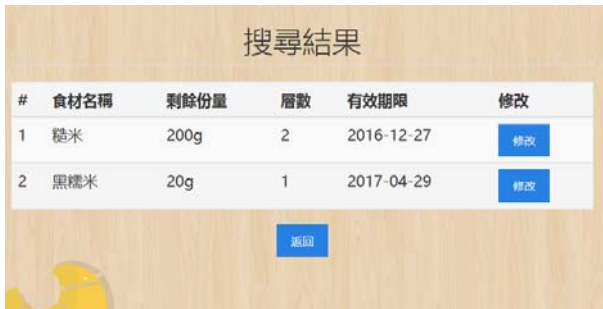 搜尋結果
# 食材名稱 剩餘份量 層數 有效期限 修改
1 糙米 200g 2 2016-12-27 修改
2 黑糯米 20g 1 2017-04-29 修改
返回